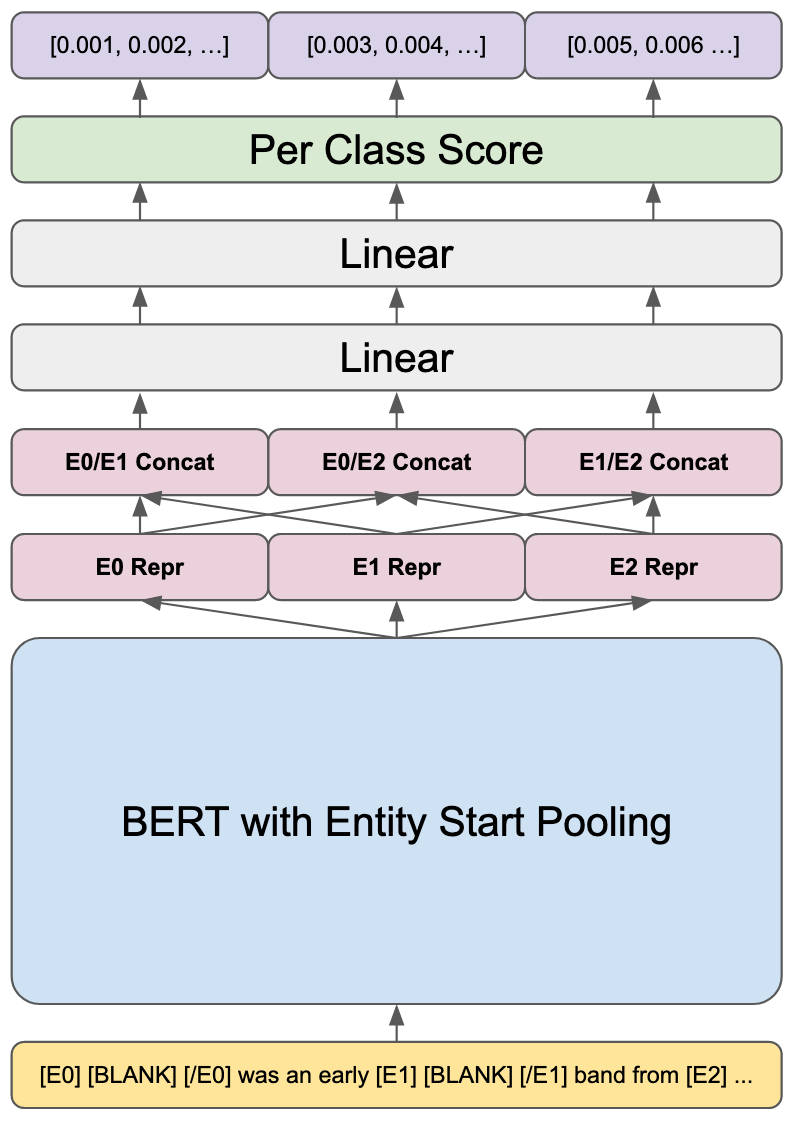 [0.001, 0.002, …]
[0.003, 0.004, …]
[0.005, 0.006 …]
Per Class Score
Linear
Linear
E0/E1 Concat
E0/E2 Concat
E1/E2 Concat
E0 Repr
E1 Repr
E2 Repr
BERT with Entity Start Pooling
[E0] [BLANK] [/E0] was an early [E1] [BLANK] [/E1] band from [E2] ...